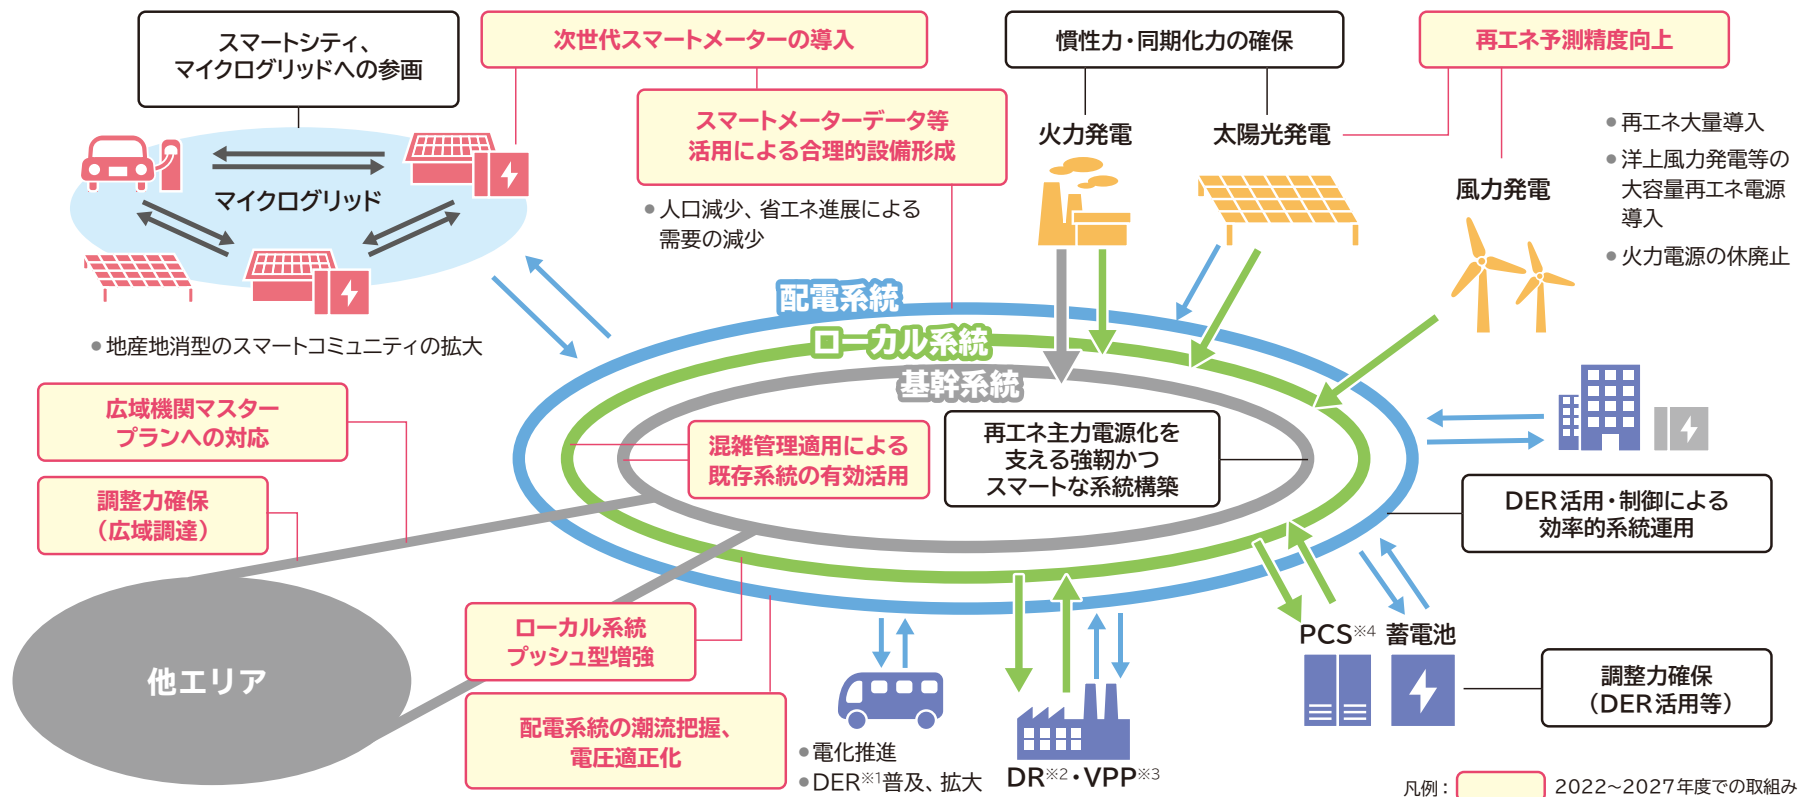 スマートシティ、
マイクログリッドへの参画
次世代スマートメーターの導入
慣性力・同期化力の確保
再エネ予測精度向上
スマートメーターデータ等
活用による合理的設備形成
火力発電
太陽光発電
風力発電
●再エネ大量導入
●洋上風力発電等の
大容量再エネ電源
導入
●火力電源の休廃止
マイクログリッド
●人口減少、省エネ進展による
需要の減少
●地産地消型のスマートコミュニティの拡大
配電系統
ローカル系統
基幹系統
広域機関マスター
プランへの対応
調整力確保
（広域調達）
混雑管理適用による
既存系統の有効活用
再エネ主力電源化を
支える強靭かつ
スマートな系統構築
DER活用・制御による
効率的系統運用
他エリア
ローカル系統
プッシュ型増強
配電系統の潮流把握、
電圧適正化
●電化推進
●DER※1普及、拡大
DR※2・VPP※3
PCS※4
蓄電池
調整力確保
（DER活用等）
凡例：
2022~2027年度での取組み